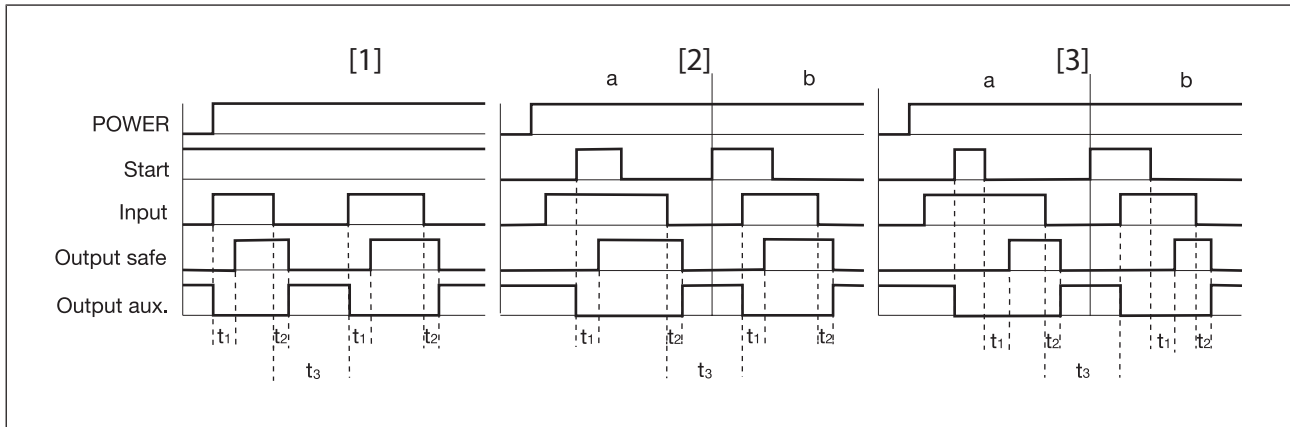 [1] [2] [3]
a b a b
POWER
Start
Input
Output safe
Output aux.
t1 t2 t1 t2 t1 t2 t1 t2 t1 t2 t1 t2
t3 t3 t3